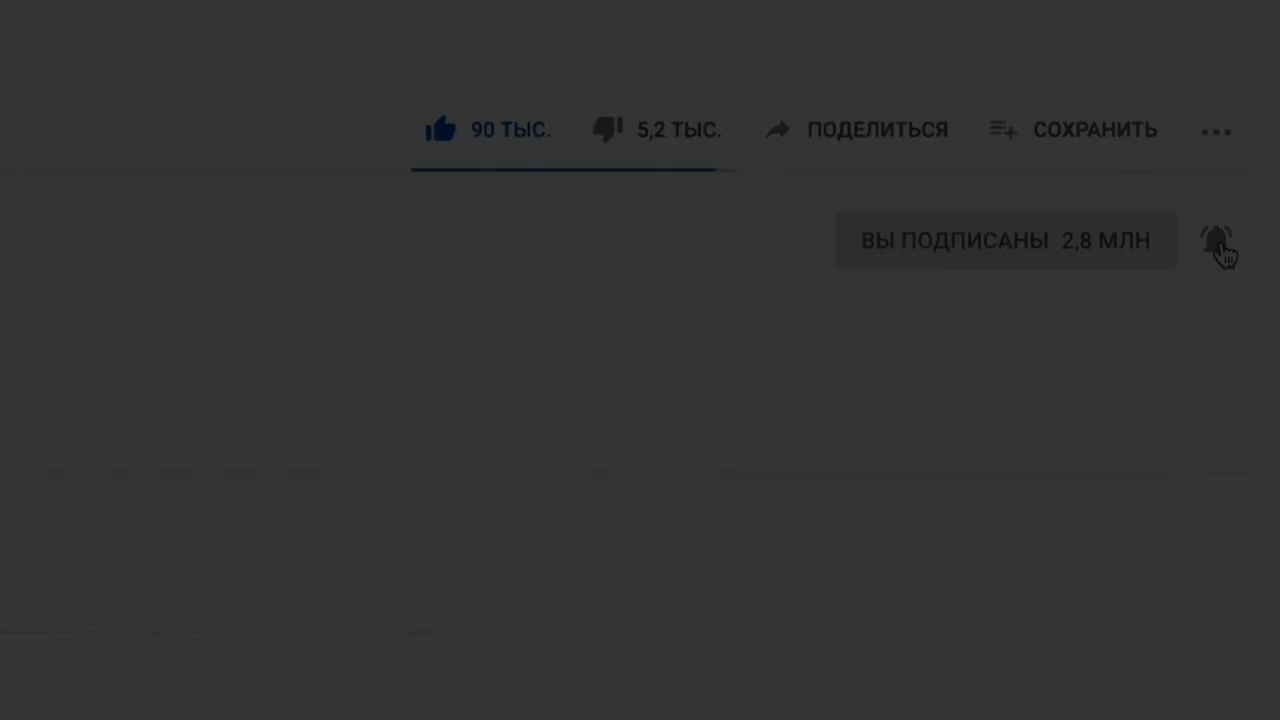 90 ТЫС. 5,2 ТЫС. ПОДЕЛИТЬСЯ СОХРАНИТЬ
ВЫ ПОДПИСАНЫ 2,8 МЛН